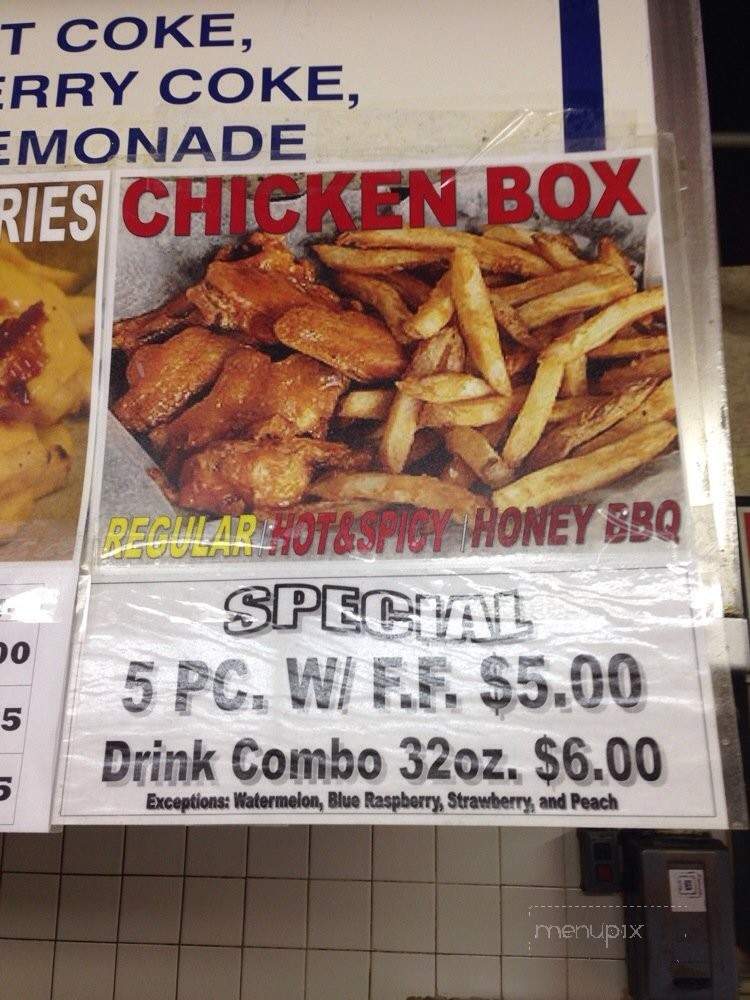 T COKE,
ERRY COKE,
EMONADE
RIES
CHICKEN BOX
REGULAR HOT&SPICY HONEY BBQ
SPECIAL
00
5 PC. W/ F.F. $5.00
5
Drink Combo 32oz. $6.00
5
Exceptions: Watermelon, Blue Raspberry, Strawberry, and Peach
menupix